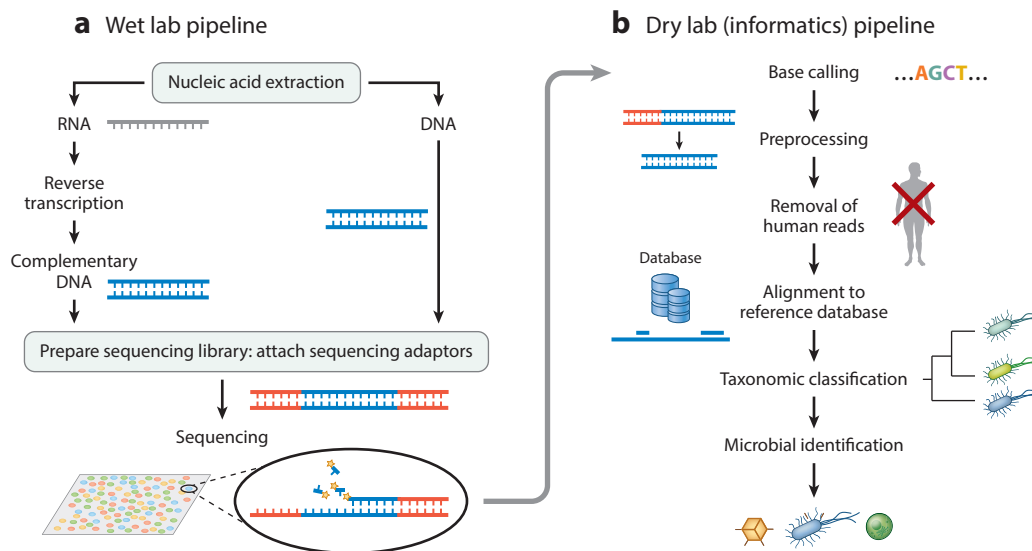 a Wet lab pipeline
Nucleic acid extraction
RNA
DNA
Reverse
transcription
Complementary
DNA
Prepare sequencing library: attach sequencing adaptors
Sequencing
b Dry lab (informatics) pipeline
Base calling
...AGCT...
Preprocessing
Removal of
human reads
Database
Alignment to
reference database
Taxonomic classification
Microbial identification